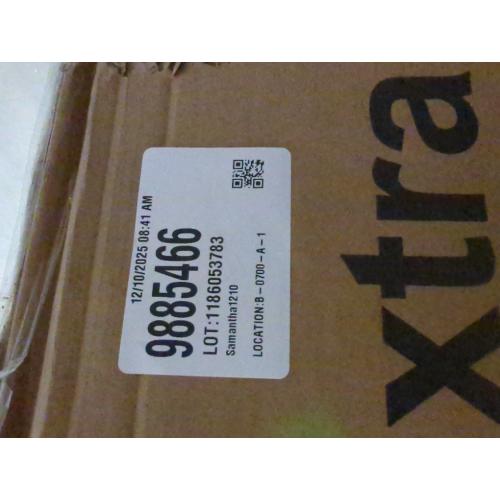 12/10/2025 08:41 AM
9885466
LOT:1186053783
Samantha1210
LOCATION:B-0700-A-1
xtra